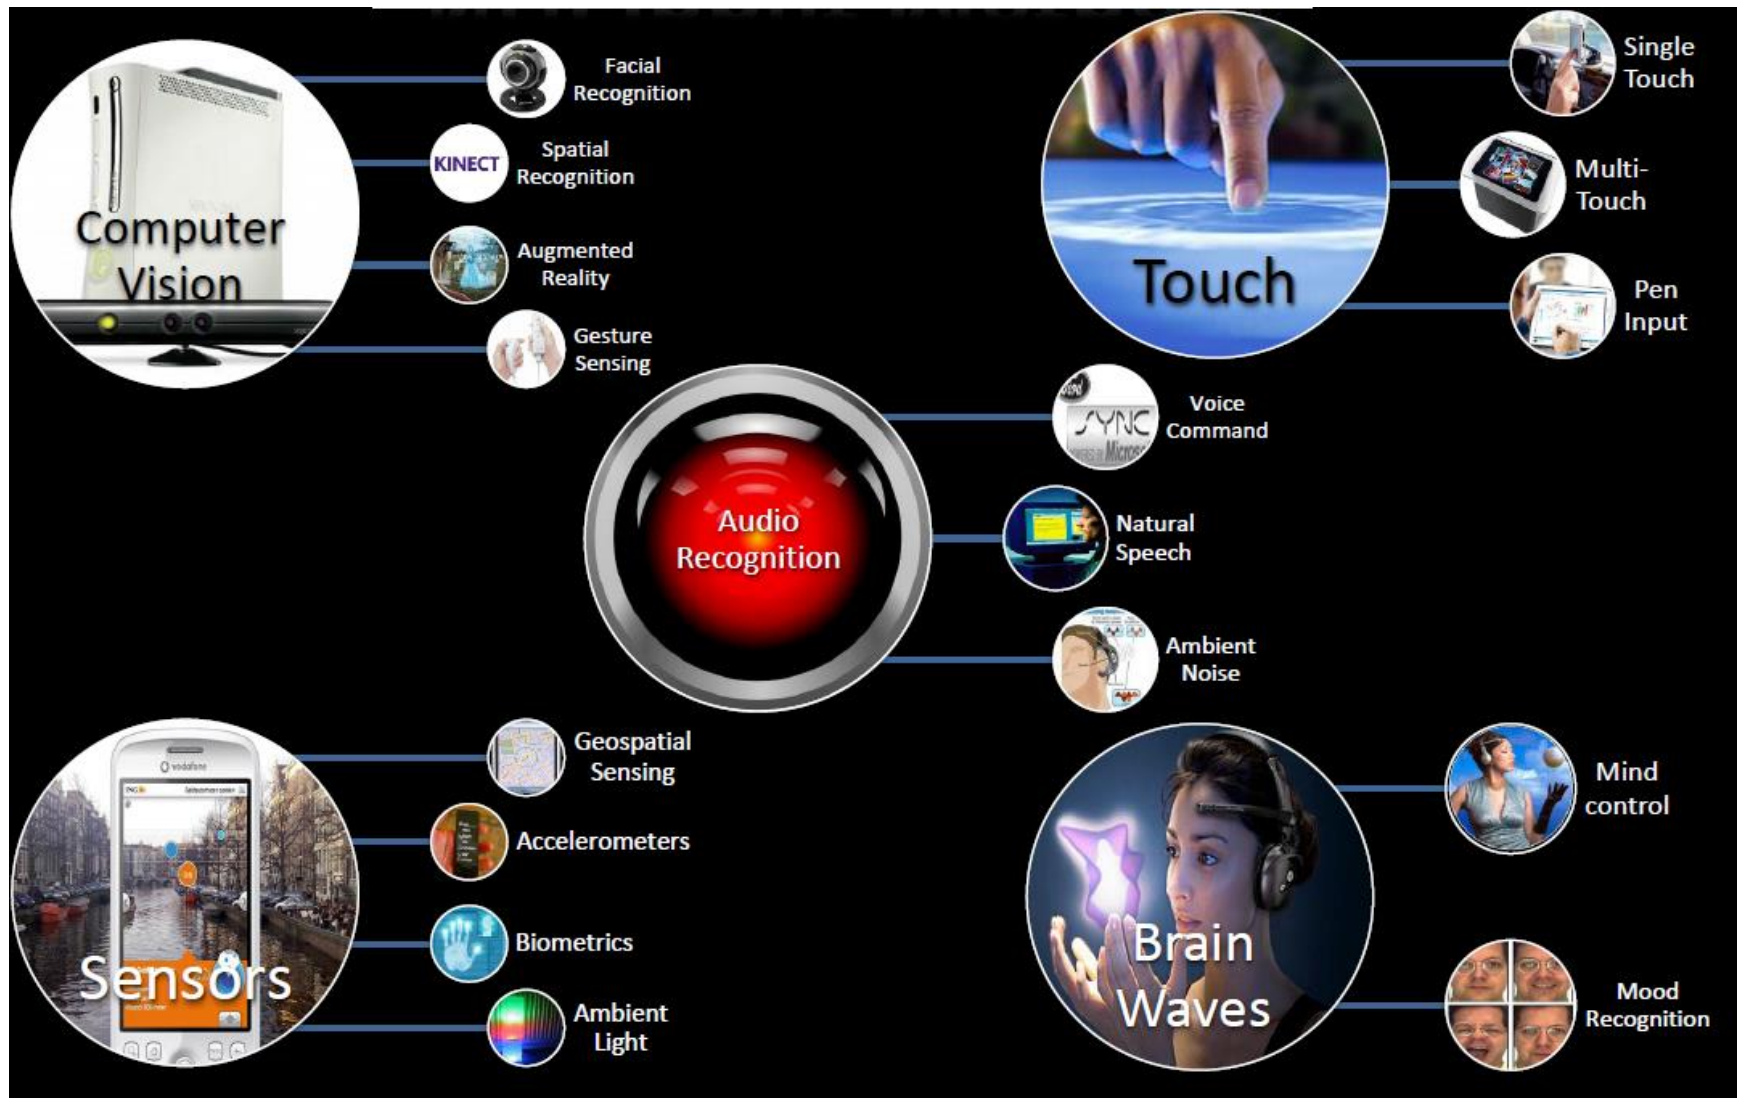 Computer
Vision
Facial
Recognition
KINECT
Spatial
Recognition
Augmented
Reality
Gesture
Sensing
Touch
Single
Touch
Multi-
Touch
Pen
Input
Audio
Recognition
SYNC
Voice
Command
Natural
Speech
Ambient
Noise
vodafone
Sensors
Geospatial
Sensing
Accelerometers
Biometrics
Ambient
Light
Brain
Waves
Mind
control
Mood
Recognition